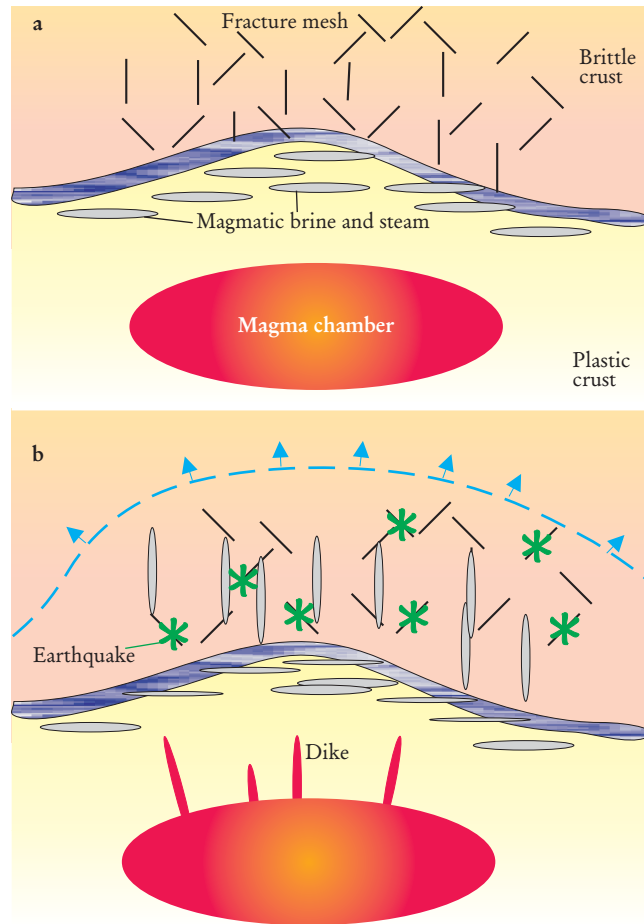 a
Fracture mesh
Brittle
crust
Magmatic brine and steam
Magma chamber
Plastic
crust
b
Earthquake
Dike